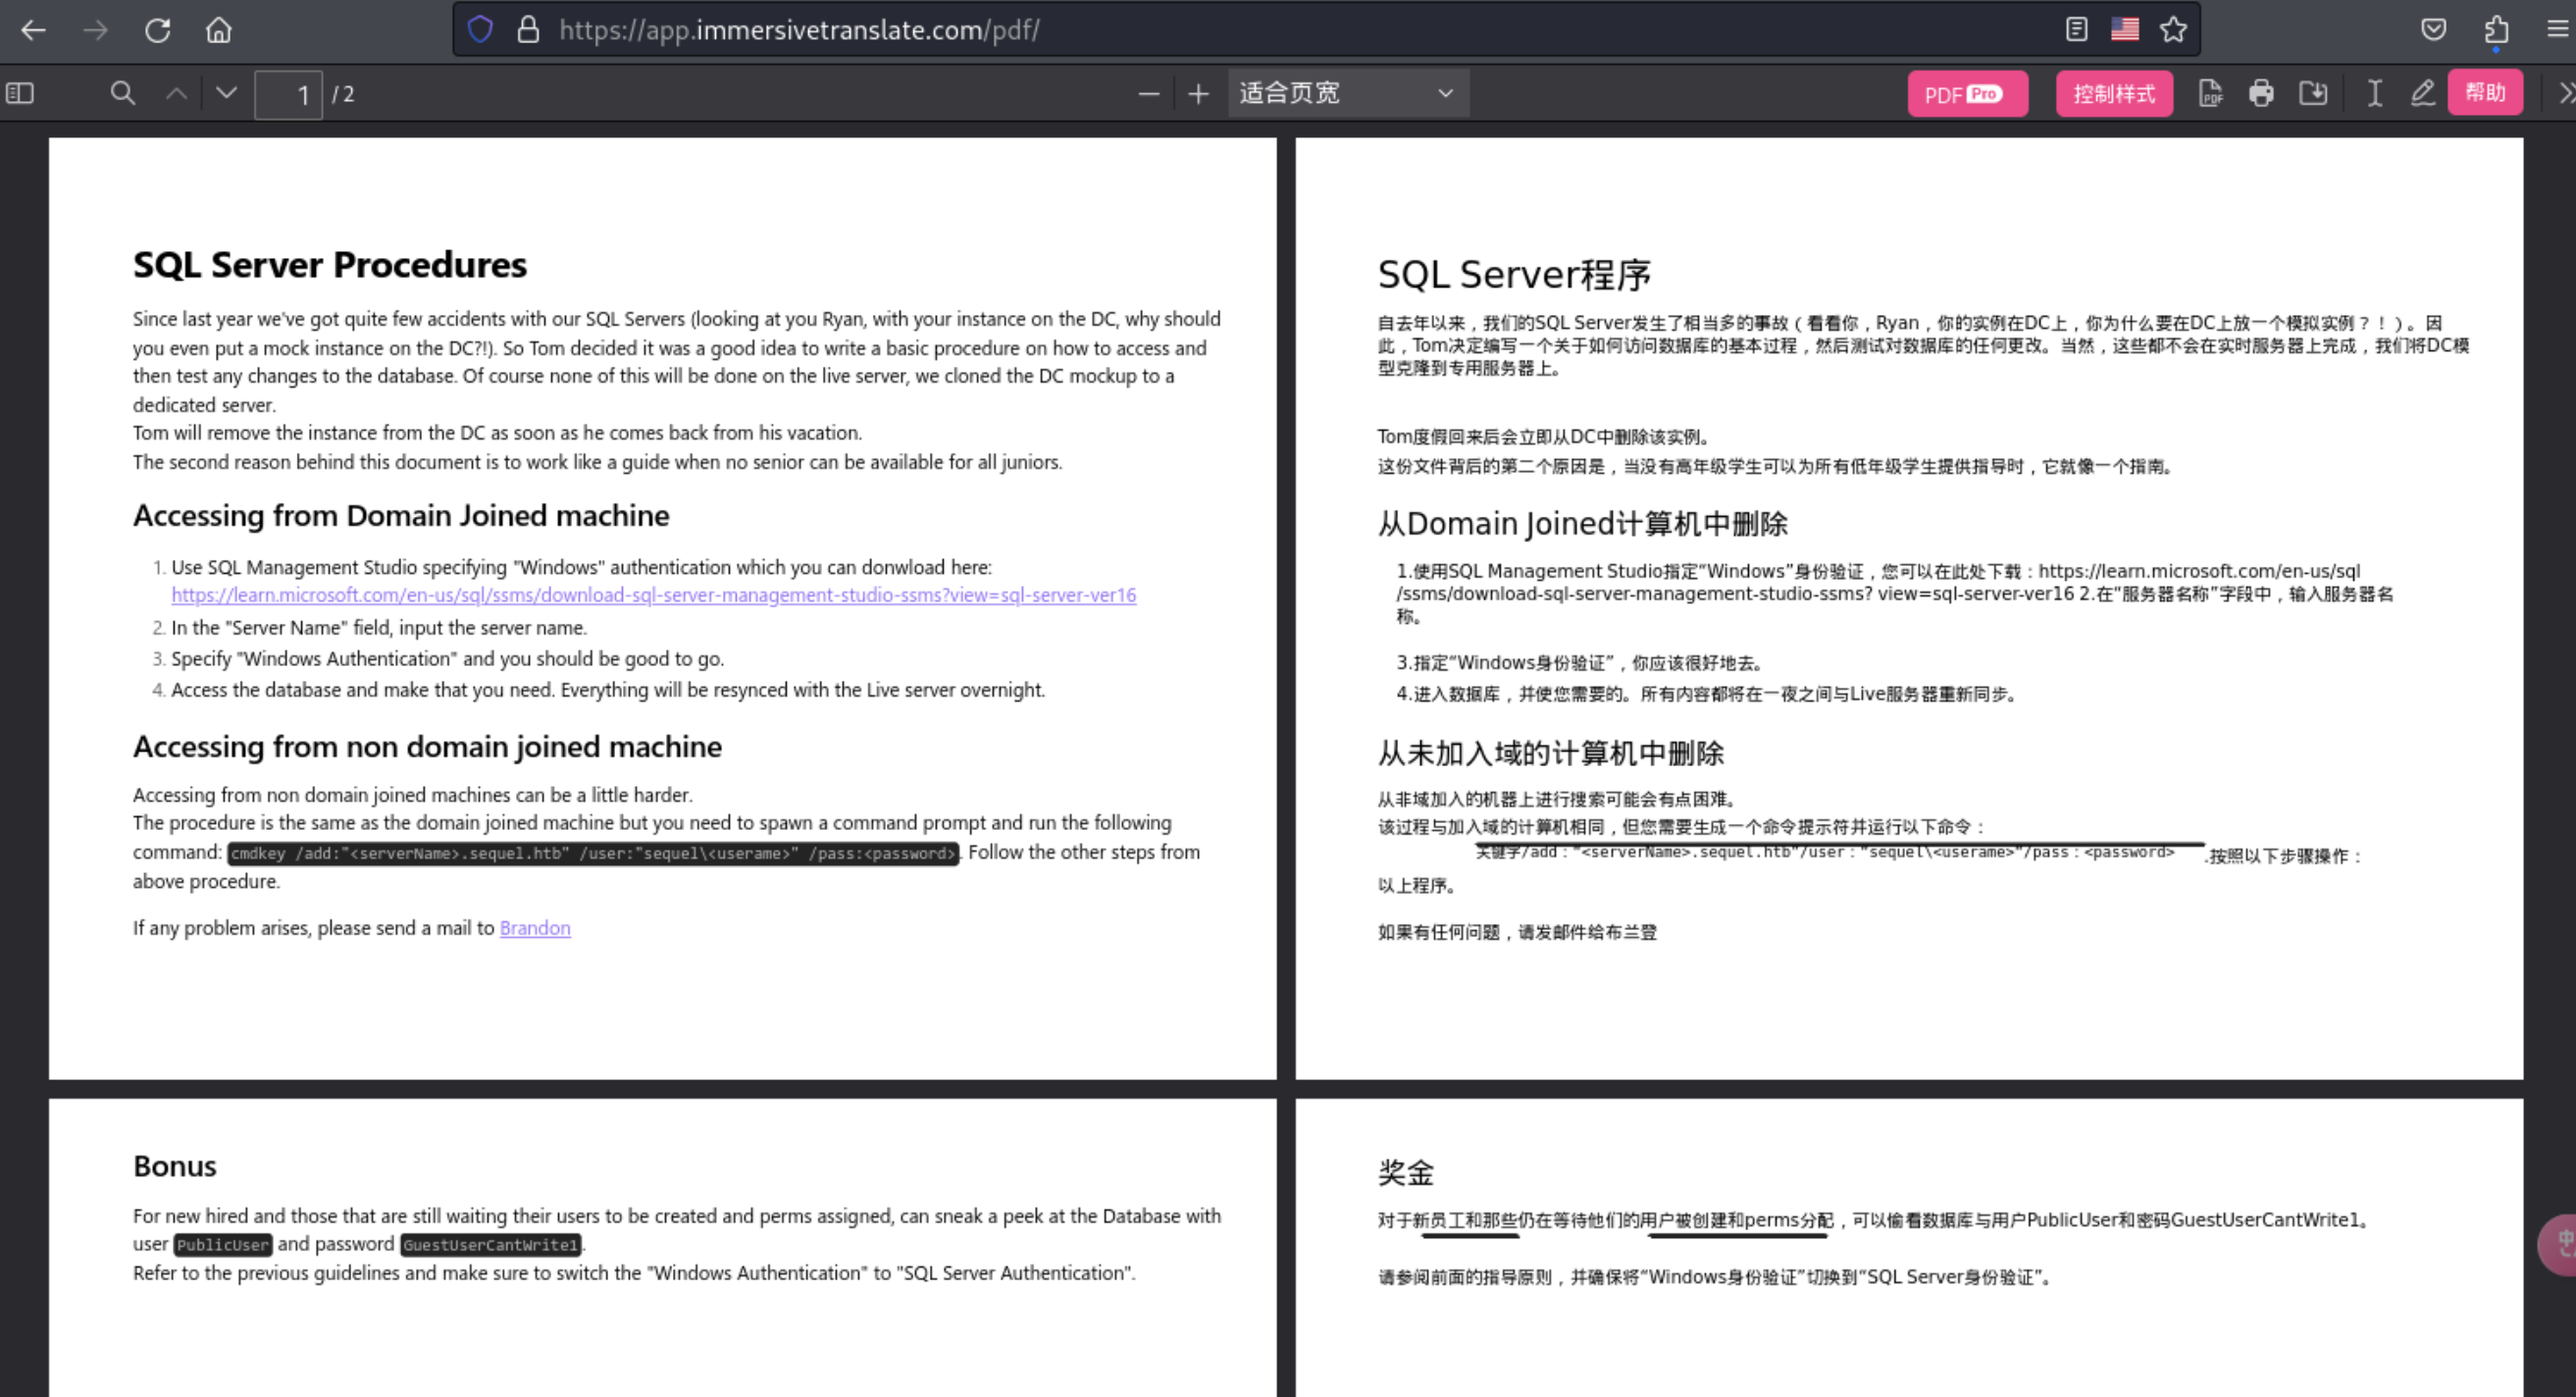 https://app.immersivetranslate.com/pdf/
1 / 2
适合页宽
PDF Pro
控制样式
PDF
帮助
SQL Server Procedures
Since last year we've got quite few accidents with our SQL Servers (looking at you Ryan, with your instance on the DC, why should
you even put a mock instance on the DC?!). So Tom decided it was a good idea to write a basic procedure on how to access and
then test any changes to the database. Of course none of this will be done on the live server, we cloned the DC mockup to a
dedicated server.
Tom will remove the instance from the DC as soon as he comes back from his vacation.
The second reason behind this document is to work like a guide when no senior can be available for all juniors.
Accessing from Domain Joined machine
1. Use SQL Management Studio specifying "Windows" authentication which you can donwload here:
https://learn.microsoft.com/en-us/sql/ssms/download-sql-server-management-studio-ssms?view=sql-server-ver16
2. In the "Server Name" field, input the server name.
3. Specify "Windows Authentication" and you should be good to go.
4. Access the database and make that you need. Everything will be resynced with the Live server overnight.
Accessing from non domain joined machine
Accessing from non domain joined machines can be a little harder.
The procedure is the same as the domain joined machine but you need to spawn a command prompt and run the following
command: cmdkey /add:"<serverName>.sequel.htb" /user:"sequel\<userame>" /pass:<password>. Follow the other steps from
above procedure.
If any problem arises, please send a mail to Brandon
SQL Server程序
自去年以来，我们的SQL Server发生了相当多的事故（看看你，Ryan，你的实例在DC上，你为什么要在DC上放一个模拟实例？！）。因
此，Tom决定编写一个关于如何访问数据库的基本过程，然后测试对数据库的任何更改。当然，这些都不会在实时服务器上完成，我们将DC模
型克隆到专用服务器上。
Tom度假回来后会立即从DC中删除该实例。
这份文件背后的第二个原因是，当没有高年级学生可以为所有低年级学生提供指导时，它就像一个指南。
从Domain Joined计算机中删除
1.使用SQL Management Studio指定“Windows”身份验证，您可以在此处下载：https://learn.microsoft.com/en-us/sql
/ssms/download-sql-server-management-studio-ssms? view=sql-server-ver16 2.在"服务器名称”字段中，输入服务器名
称。
3.指定“Windows身份验证”，你应该很好地去。
4.进入数据库，并使您需要的。所有内容都将在一夜之间与Live服务器重新同步。
从未加入域的计算机中删除
从非域加入的机器上进行搜索可能会有点困难。
该过程与加入域的计算机相同，但您需要生成一个命令提示符并运行以下命令：
关键字/add："<serverName>.sequel.htb"/user："sequel\<userame>"/pass：<password> .按照以下步骤操作：
以上程序。
如果有任何问题，请发邮件给布兰登
Bonus
For new hired and those that are still waiting their users to be created and perms assigned, can sneak a peek at the Database with
user PublicUser and password GuestUserCantWrite1.
Refer to the previous guidelines and make sure to switch the "Windows Authentication" to "SQL Server Authentication".
奖金
对于新员工和那些仍在等待他们的用户被创建和perms分配，可以偷看数据库与用户PublicUser和密码GuestUserCantWrite1。
请参阅前面的指导原则，并确保将“Windows身份验证”切换到“SQL Server身份验证”。